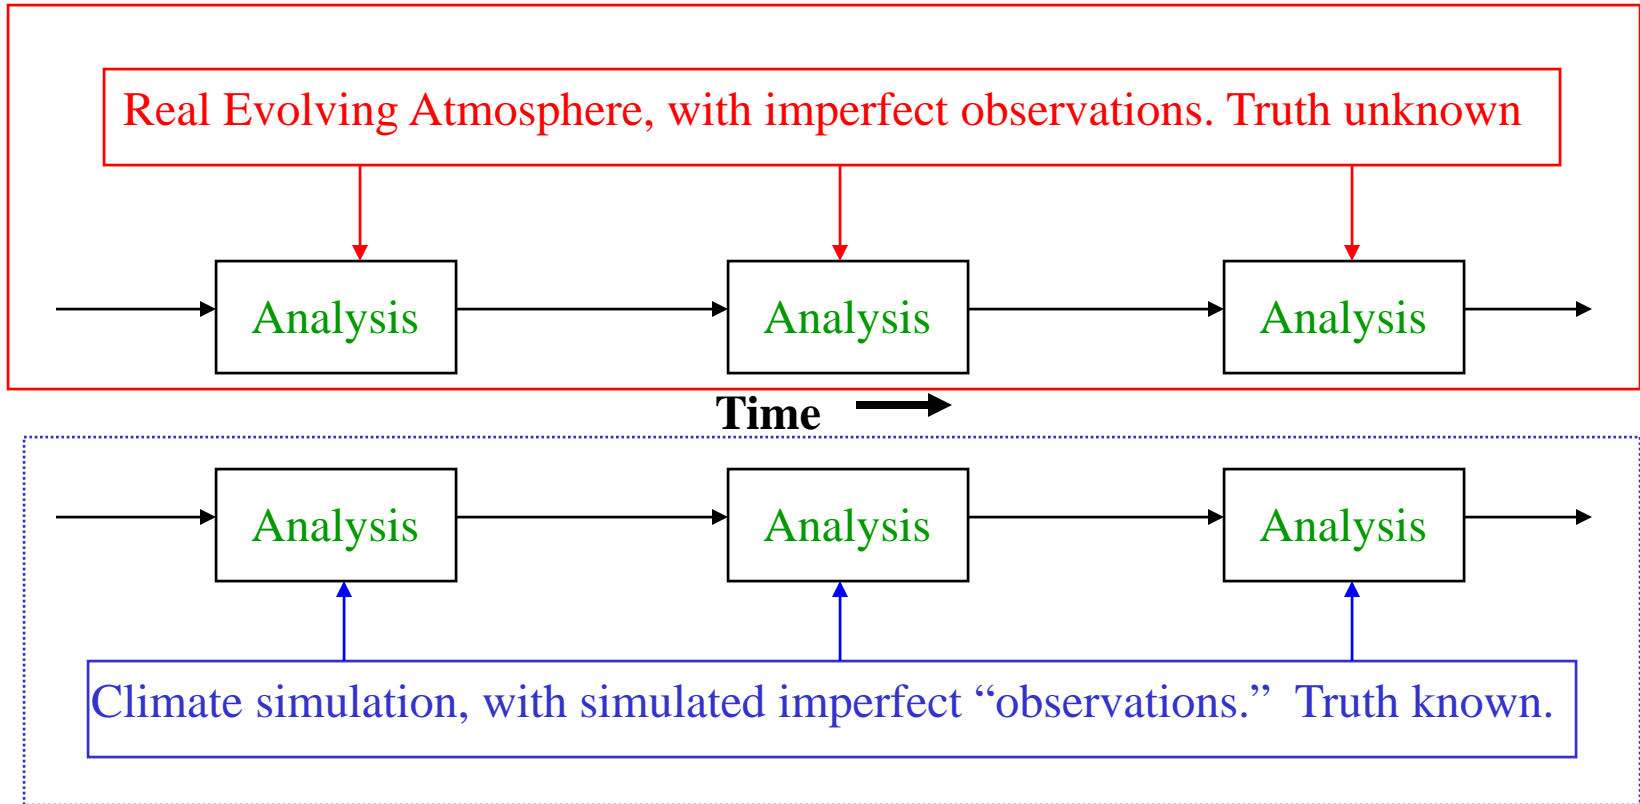 Real Evolving Atmosphere, with imperfect observations. Truth unknown
Analysis Analysis Analysis
Time
Analysis Analysis Analysis
Climate simulation, with simulated imperfect “observations.” Truth known.